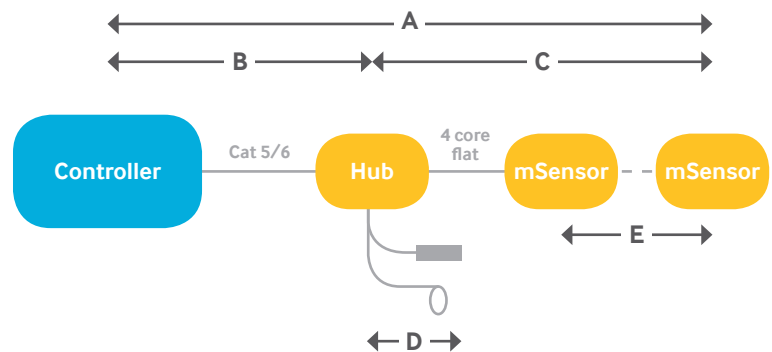 A
B
C
Controller
Cat 5/6
Hub
4 core
flat
mSensor
mSensor
E
D